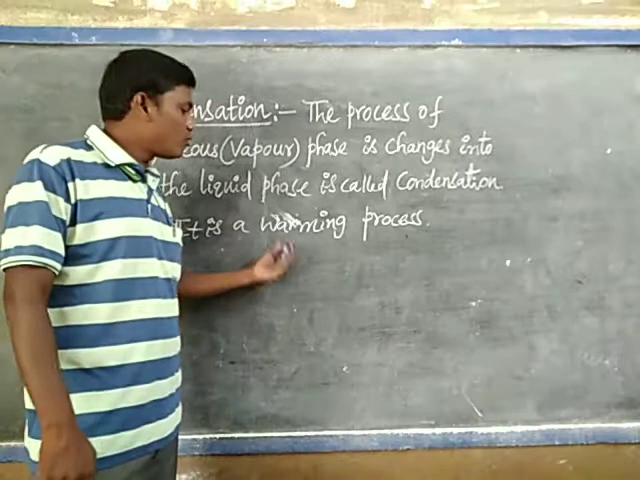 nsation:- The process of
eous (Vapour) phase is changes into
the liquid phase is called Condensation
It is a warming process.